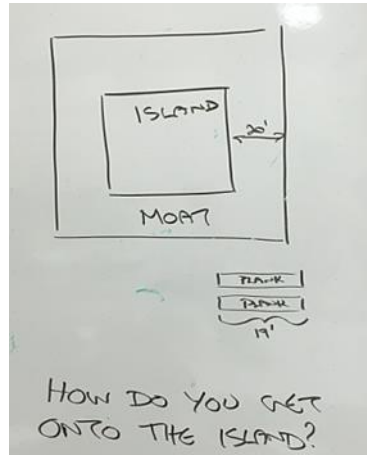 ISLAND
20'
MOAT
PLANK
PLANK
19'
HOW DO YOU GET
ONTO THE ISLAND?